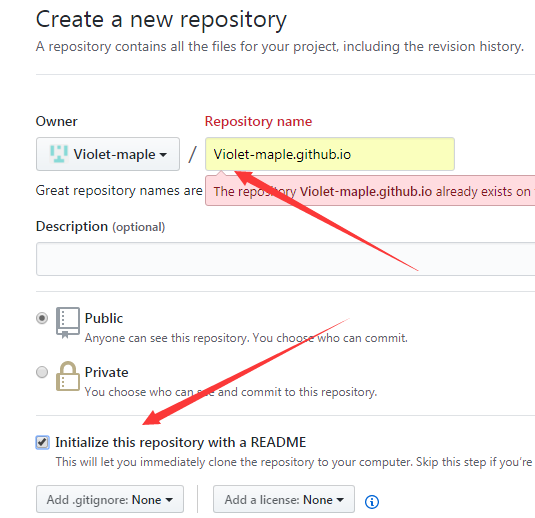 Create a new repository
A repository contains all the files for your project, including the revision history.
Owner
Repository name
Violet-maple
/
Violet-maple.github.io
Great repository names are
The repository Violet-maple.github.io already exists on
Description (optional)
Public
Anyone can see this repository. You choose who can commit.
Private
You choose who can see and commit to this repository.
Initialize this repository with a README
This will let you immediately clone the repository to your computer. Skip this step if you're
Add .gitignore: None
Add a license: None